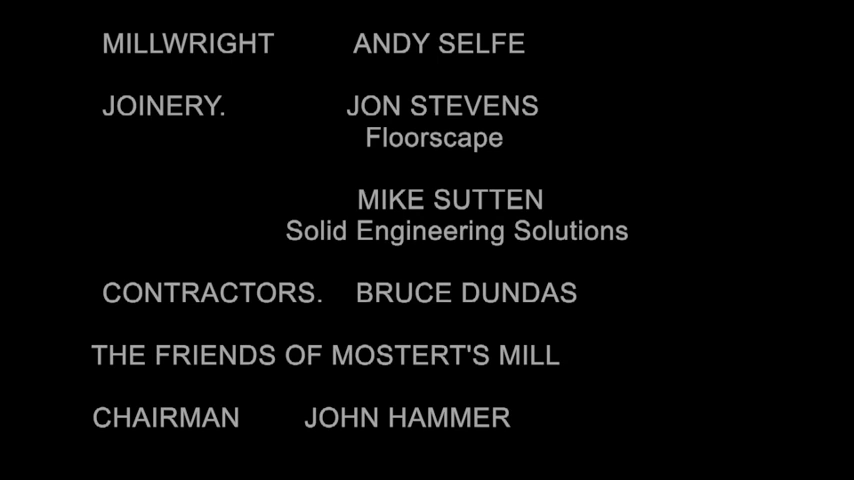 MILLWRIGHT ANDY SELFE
JOINERY. JON STEVENS
Floorscape
MIKE SUTTEN
Solid Engineering Solutions
CONTRACTORS. BRUCE DUNDAS
THE FRIENDS OF MOSTERT'S MILL
CHAIRMAN JOHN HAMMER